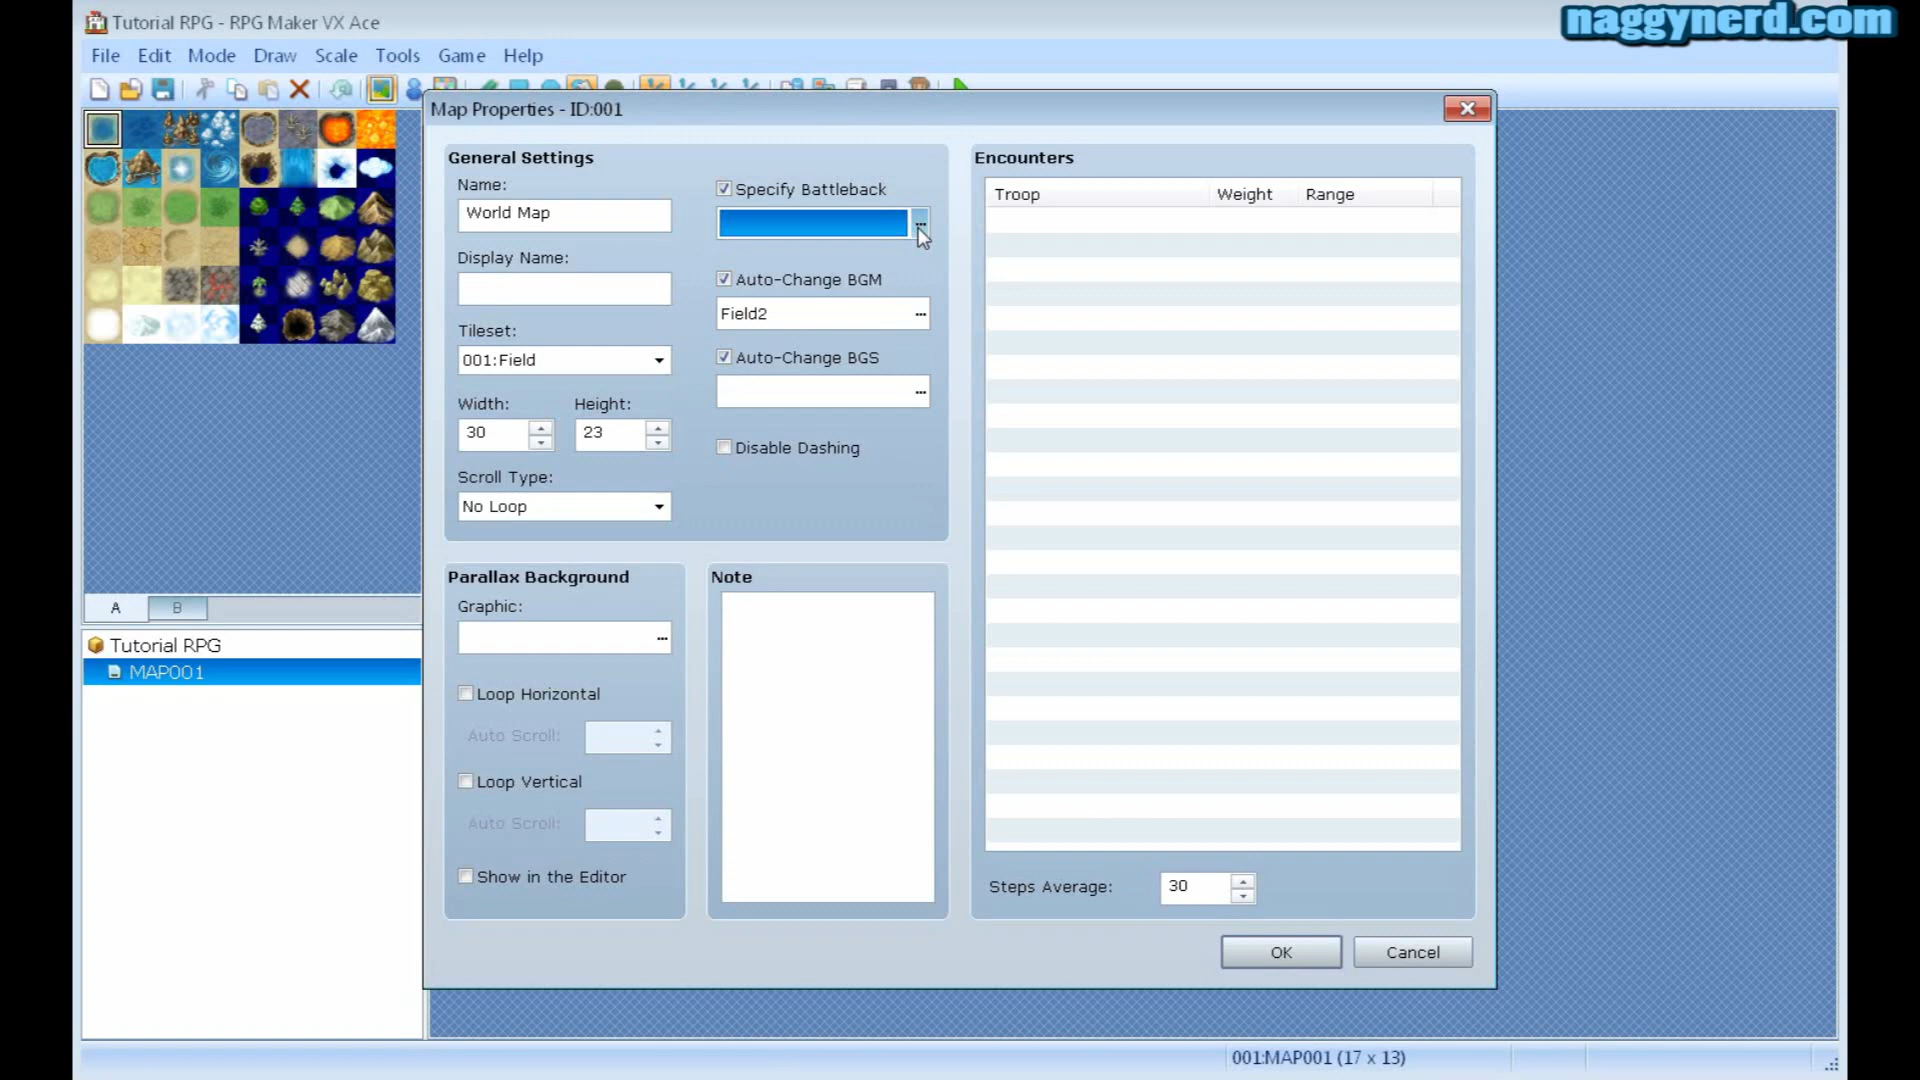 Tutorial RPG - RPG Maker VX Ace
naggynerd.com
File Edit Mode Draw Scale Tools Game Help
Map Properties - ID:001
General Settings
Name:
World Map
Display Name:
Tileset:
001:Field
Width: Height:
30 23
Scroll Type:
No Loop
Specify Battleback
Auto-Change BGM
Field2
Auto-Change BGS
Disable Dashing
Parallax Background
Graphic:
Loop Horizontal
Auto Scroll:
Loop Vertical
Auto Scroll:
Show in the Editor
Note
Encounters
Troop Weight Range
Steps Average: 30
OK Cancel
A B
Tutorial RPG
MAP001
001:MAP001 (17 x 13)